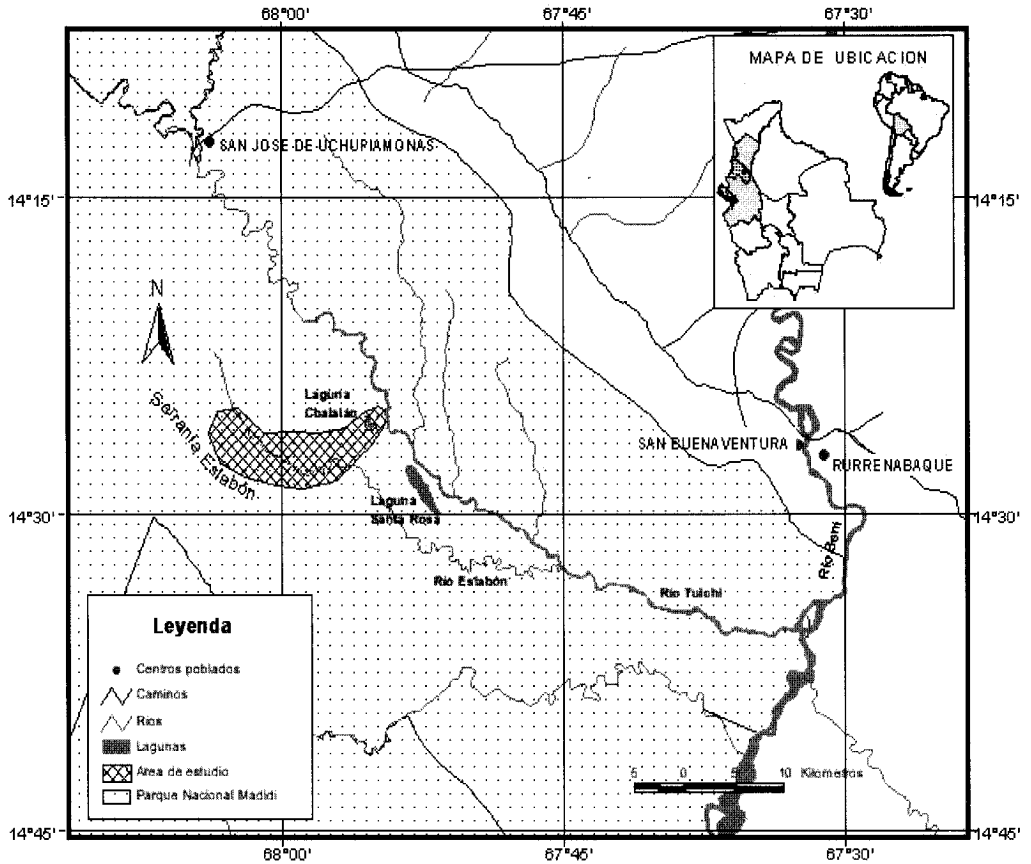 68°00'
67°45'
67°30'
MAPA DE UBICACION
SAN JOSE DE UCHUPIAMONAS
14°15'
14°15'
N
Laguna
Chalalán
Serranía Eslabón
SAN BUENAVENTURA
RURRENABAQUE
Laguna
Santa Rosa
14°30'
14°30'
Río Beni
Río Eslabón
Río Tuichi
Leyenda
Centros poblados
Caminos
Ríos
Lagunas
Area de estudio
Parque Nacional Madidi
5 0 5 10 Kilometros
14°45'
14°45'
68°00'
67°45'
67°30'